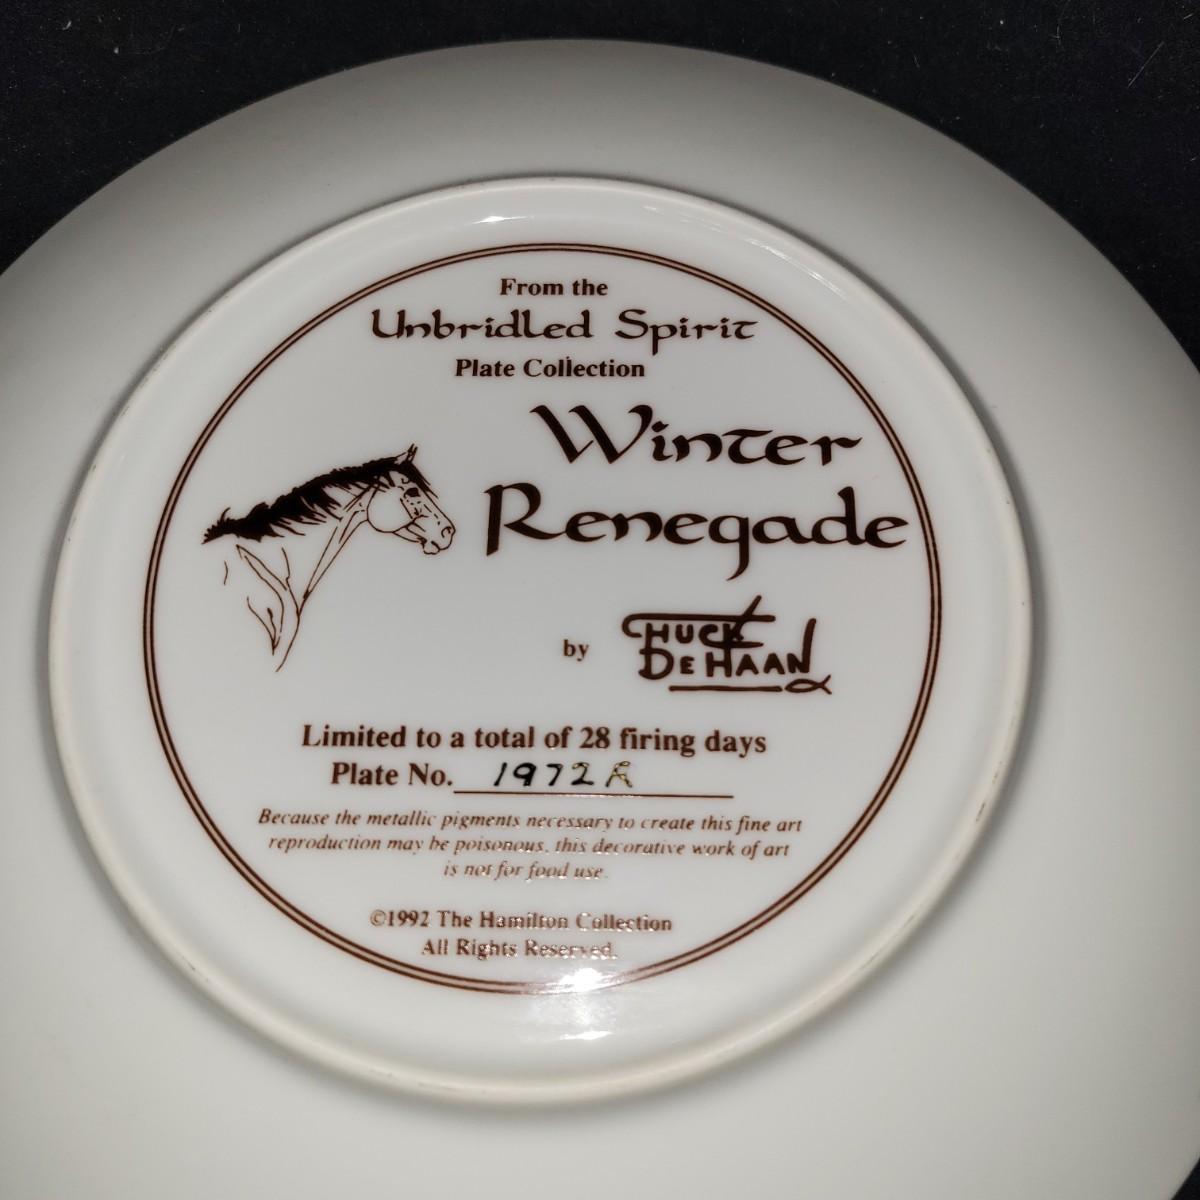 From the
Unbridled Spirit
Plate Collection
Winter
Renegade
by CHUCK
DEHAAN
Limited to a total of 28 firing days
Plate No. 1972A
Because the metallic pigments necessary to create this fine art
reproduction may be poisonous, this decorative work of art
is not for food use.
©1992 The Hamilton Collection
All Rights Reserved.